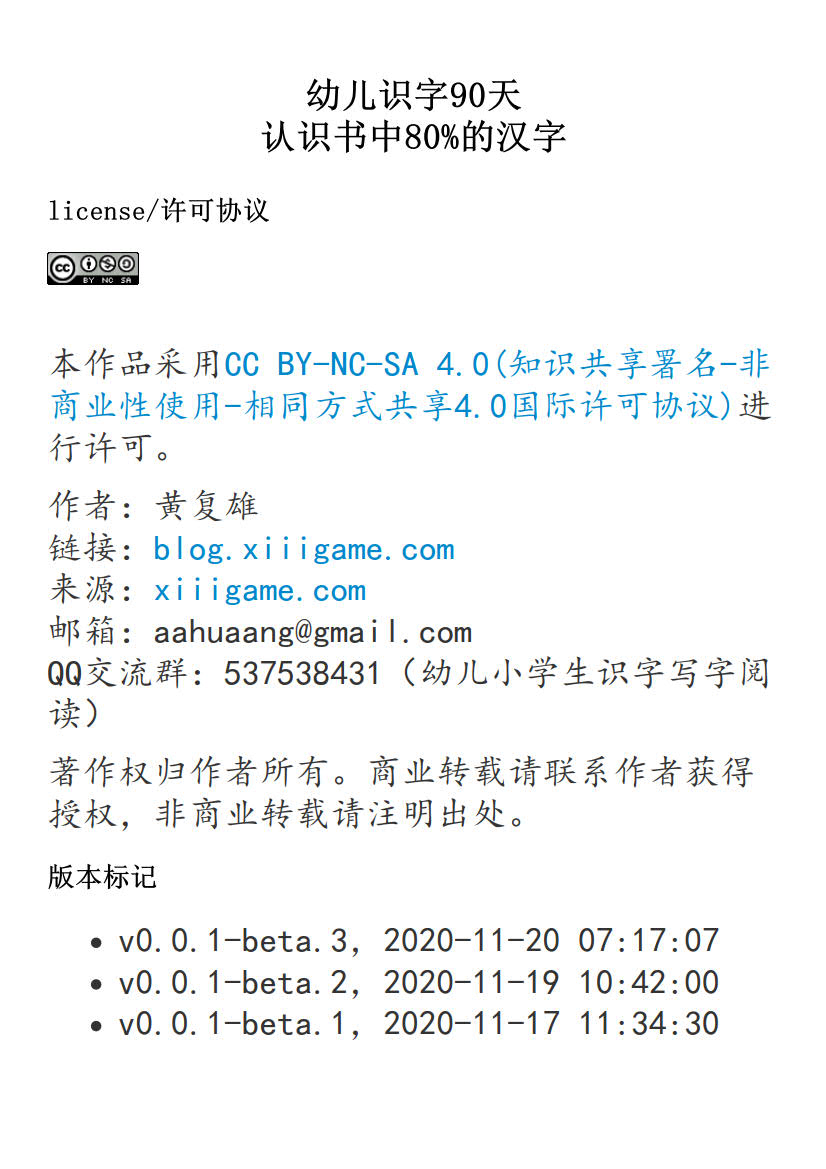 幼儿识字90天
认识书中80%的汉字
license/许可协议
cc BY NC SA
本作品采用CC BY-NC-SA 4.0(知识共享署名-非
商业性使用-相同方式共享4.0国际许可协议)进
行许可。
作者：黄复雄
链接：blog.xiiigame.com
来源：xiiigame.com
邮箱：aahuaang@gmail.com
QQ交流群：537538431（幼儿小学生识字写字阅
读）
著作权归作者所有。商业转载请联系作者获得
授权，非商业转载请注明出处。
版本标记
• v0.0.1-beta.3，2020-11-20 07:17:07
• v0.0.1-beta.2，2020-11-19 10:42:00
• v0.0.1-beta.1，2020-11-17 11:34:30